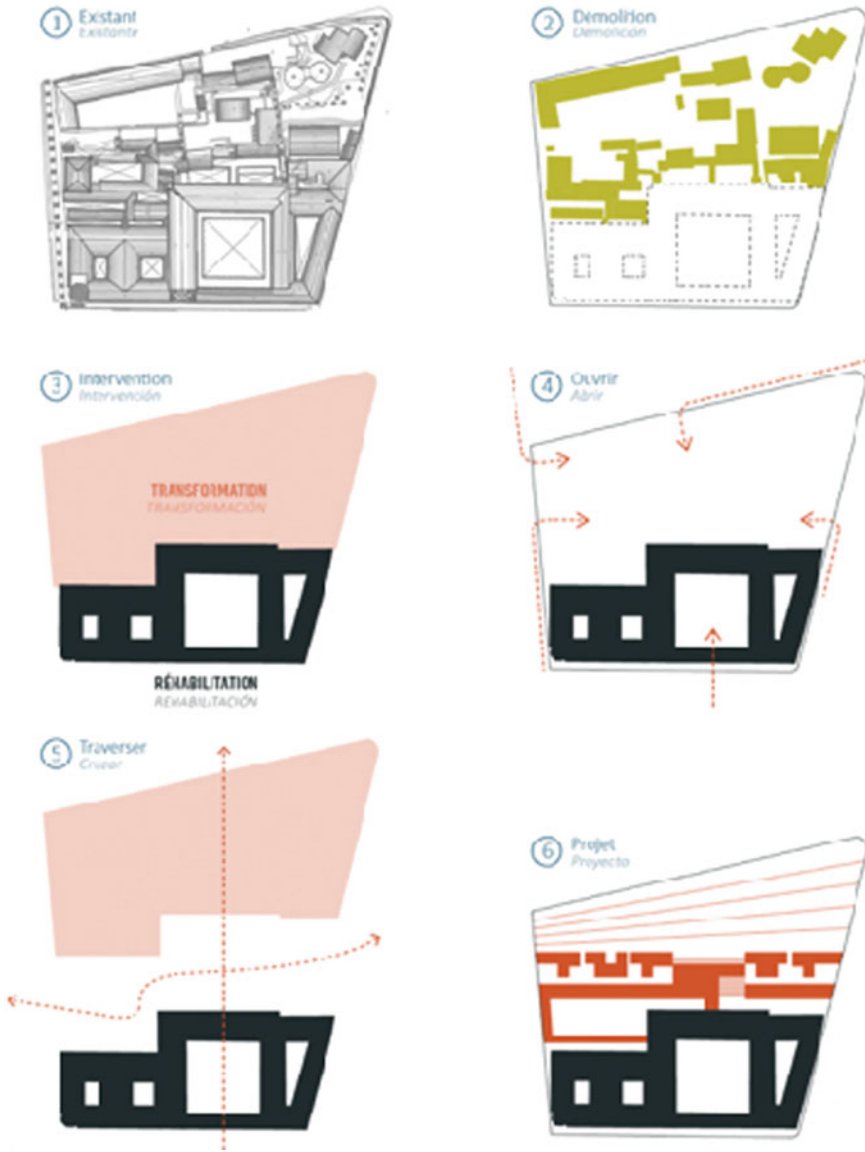 1 Existant
Existante
2 Démolition
Demolición
3 Intervention
Intervención
TRANSFORMATION
TRANSFORMACIÓN
RÉHABILITATION
REHABILITACIÓN
4 Ouvrir
Abrir
5 Traverser
Cruzar
6 Projet
Proyecto